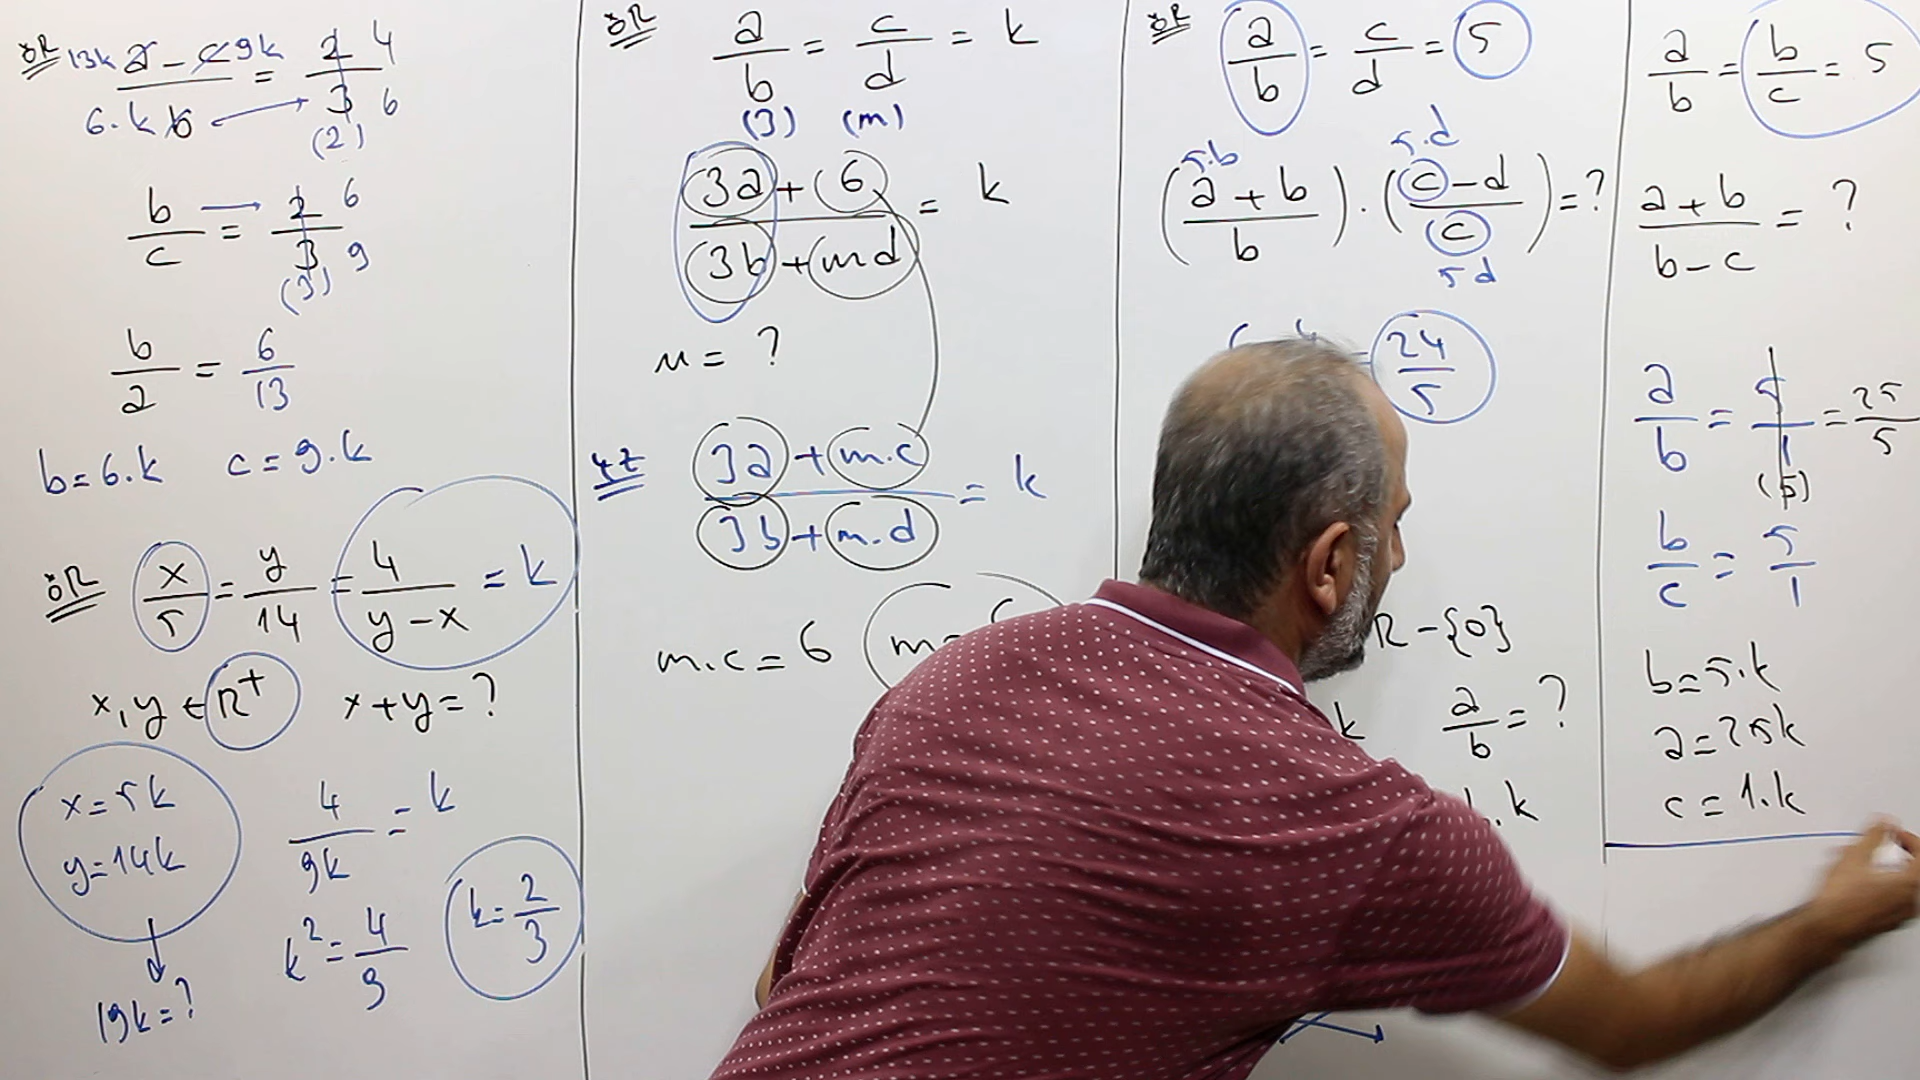 ÖR 13k a - c 9k / 6.k b = 2 / 3 4 / 6
(2)
b / c = 2 / 3 6 / 9
(3)
b / a = 6 / 13
b=6.k c=9.k
ÖR x / 5 = y / 14 = 4 / y-x = k
x,y ∈ R⁺ x+y=?
x=5k
y=14k
19k=?
4 / 9k = k
k² = 4 / 9
k= 2 / 3
ÖR a / b = c / d = k
(3) (m)
3a+6 / 3b+md = k
m = ?
3a+m.c / 3b+m.d = k
m.c=6
ÖR a / b = c / d = 5
5.b 5.d
(a+b / b).(c-d / c)=?
5d
24 / 5
R-{0}
k a / b = ?
.k
a / b = b / c = 5
a+b / b-c = ?
a / b = 5 / 1 = 25 / 5
(5)
b / c = 5 / 1
b=5.k
a=25k
c=1.k